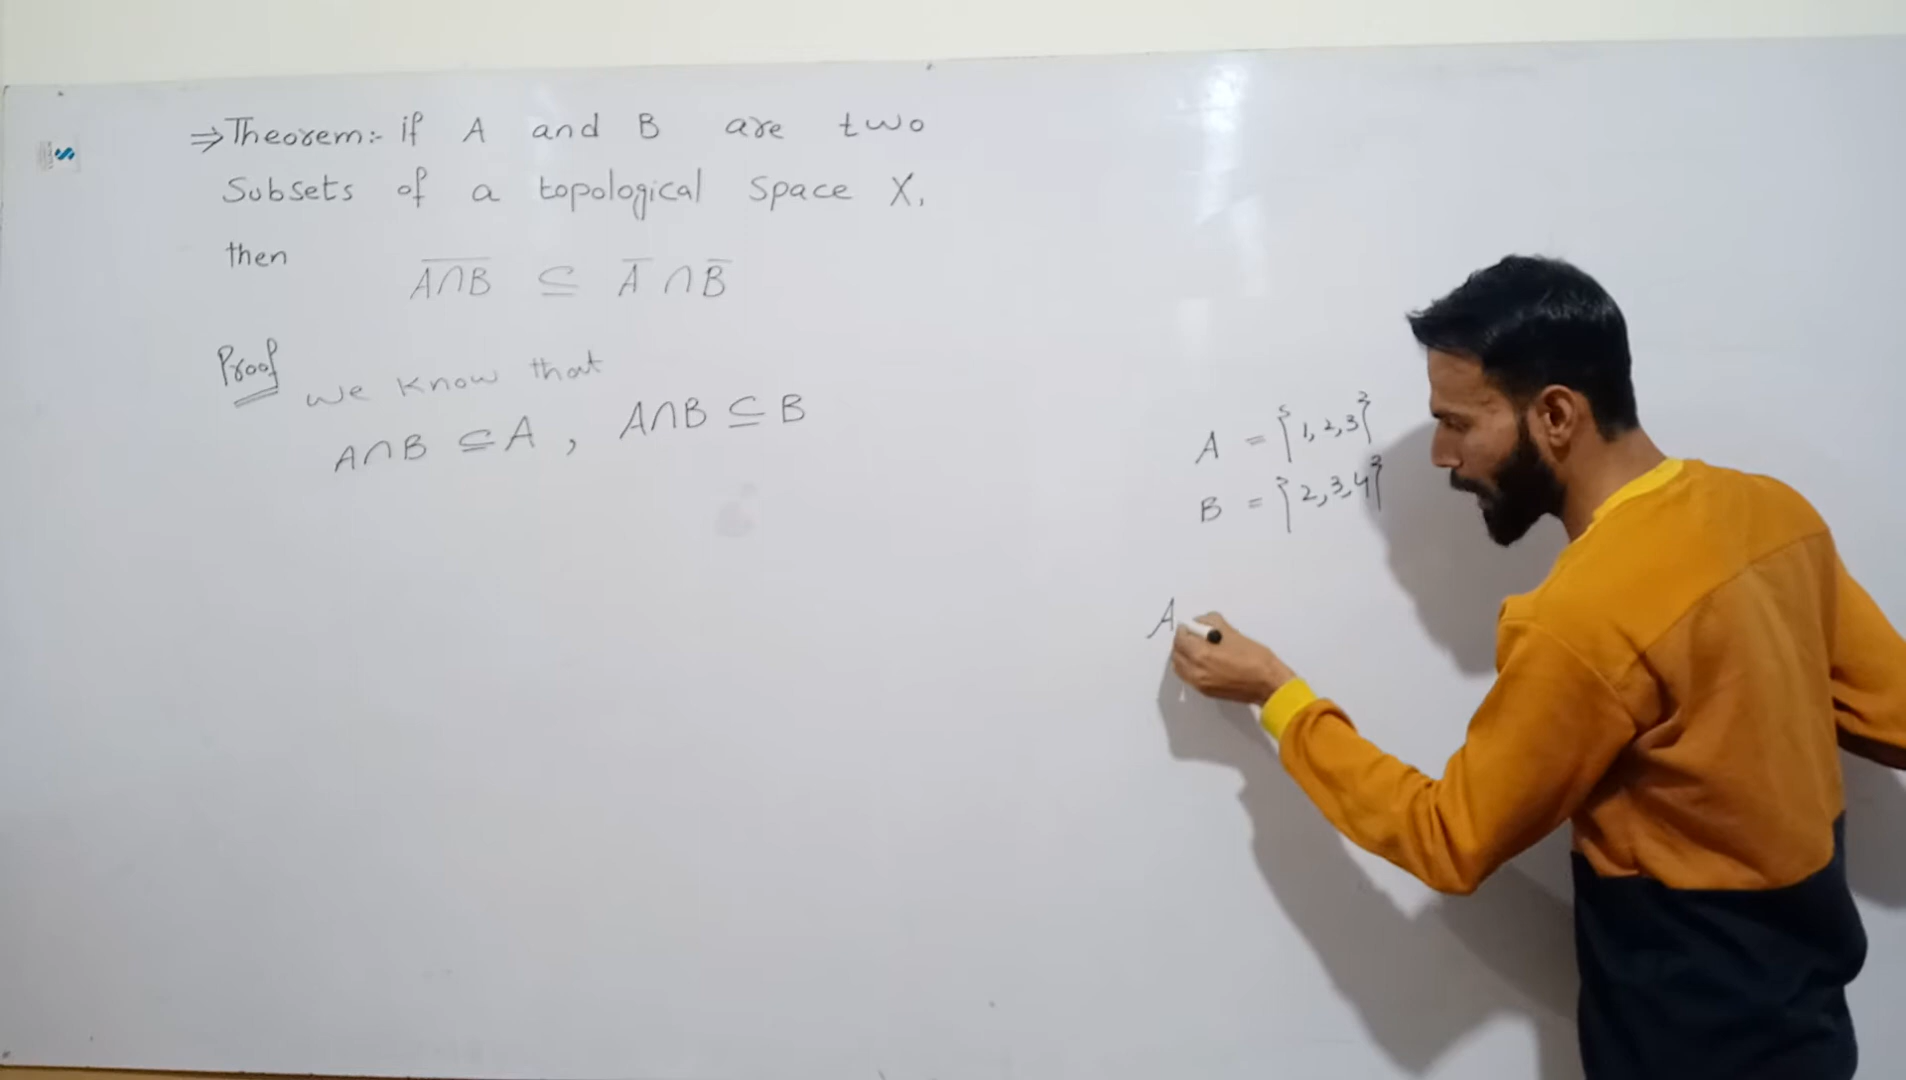 ⇒ Theorem:- if A and B are two
Subsets of a topological Space X,
then
A̅∩̅B̅ ⊆ A̅ ∩ B̅
Proof
we know that
A∩B ⊆ A , A∩B ⊆ B
A = {1, 2, 3}
B = {2, 3, 4}
A